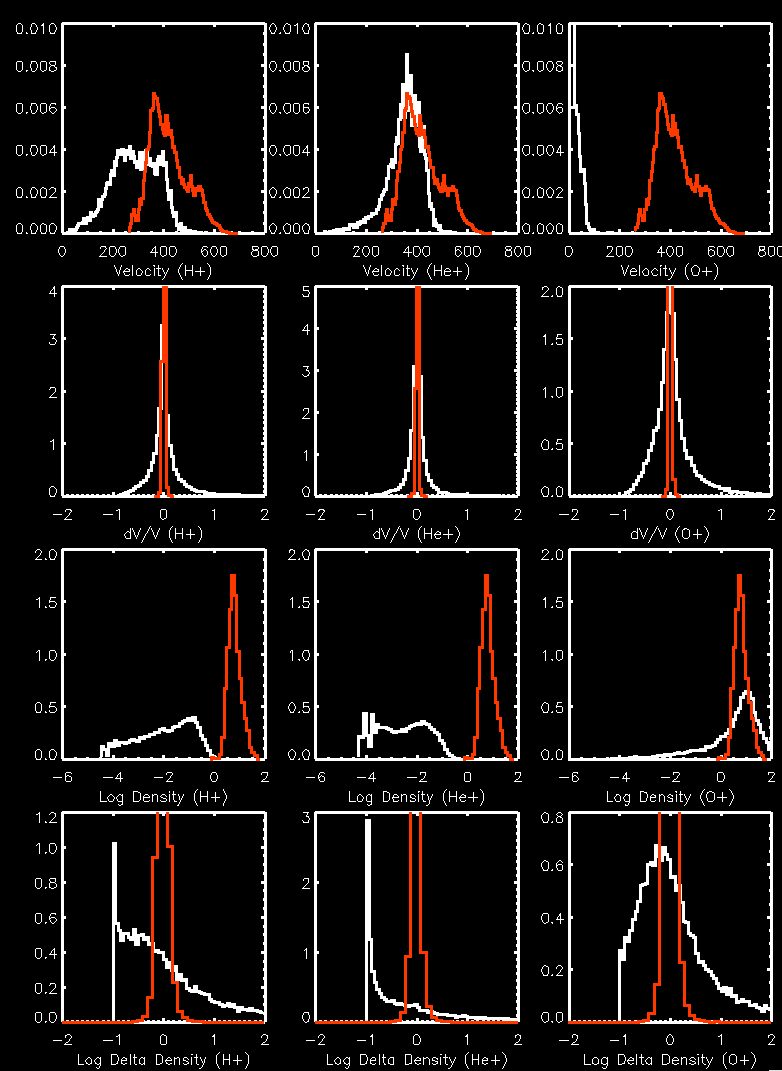 0.010 0.010 0.010
0.008 0.008 0.008
0.006 0.006 0.006
0.004 0.004 0.004
0.002 0.002 0.002
0.000 0.000 0.000
0 200 400 600 800 0 200 400 600 800 0 200 400 600 800
Velocity (H+) Velocity (He+) Velocity (O+)
4 5 2.0
3 4 1.5
2 3 1.0
1 2 0.5
0 1 0.0
0
-2 -1 0 1 2 -2 -1 0 1 2 -2 -1 0 1 2
dV/V (H+) dV/V (He+) dV/V (O+)
2.0 2.0 2.0
1.5 1.5 1.5
1.0 1.0 1.0
0.5 0.5 0.5
0.0 0.0 0.0
-6 -4 -2 0 2 -6 -4 -2 0 2 -6 -4 -2 0 2
Log Density (H+) Log Density (He+) Log Density (O+)
1.2 3 0.8
1.0 2 0.6
0.8 1 0.4
0.6 0 0.2
0.4 0.0
0.2
0.0
-2 -1 0 1 2 -2 -1 0 1 2 -2 -1 0 1 2
Log Delta Density (H+) Log Delta Density (He+) Log Delta Density (O+)